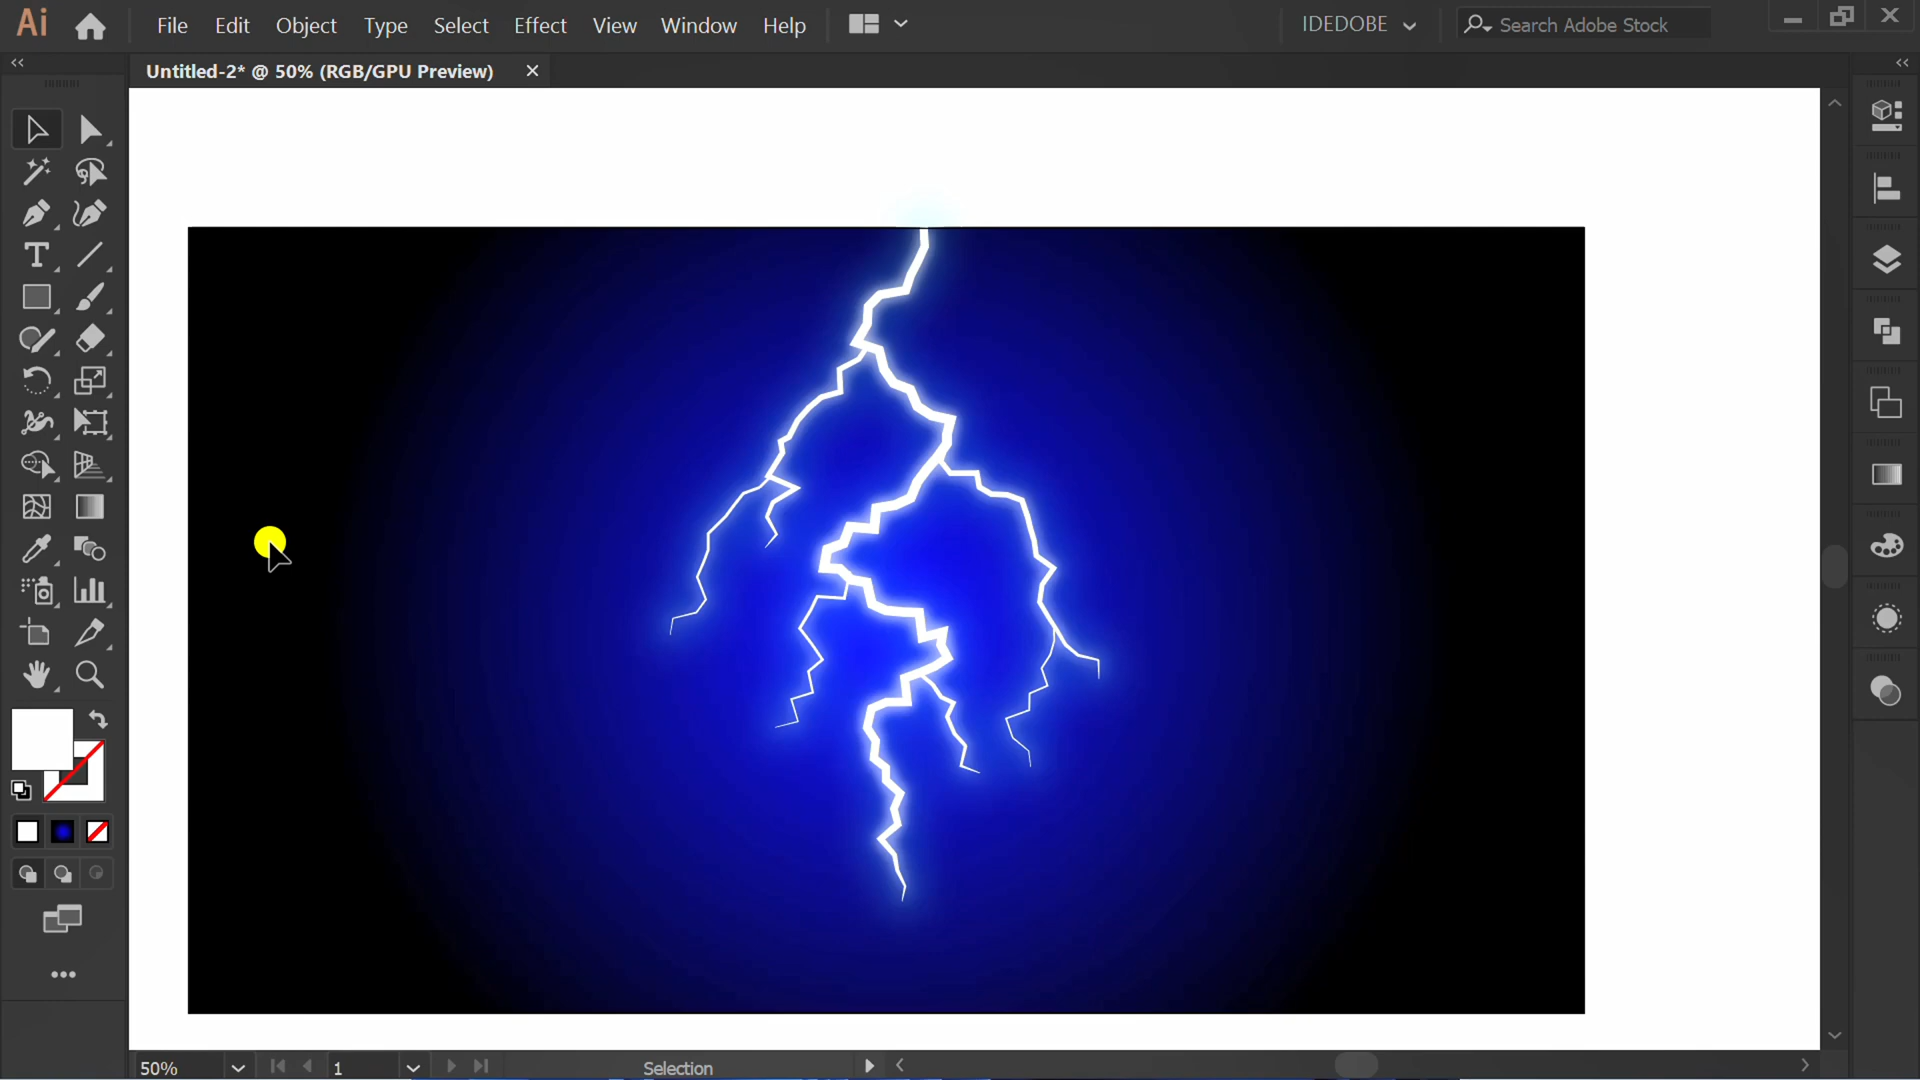 Ai File Edit Object Type Select Effect View Window Help IDEDOBE Search Adobe Stock
Untitled-2* @ 50% (RGB/GPU Preview)
T
50% 1 Selection